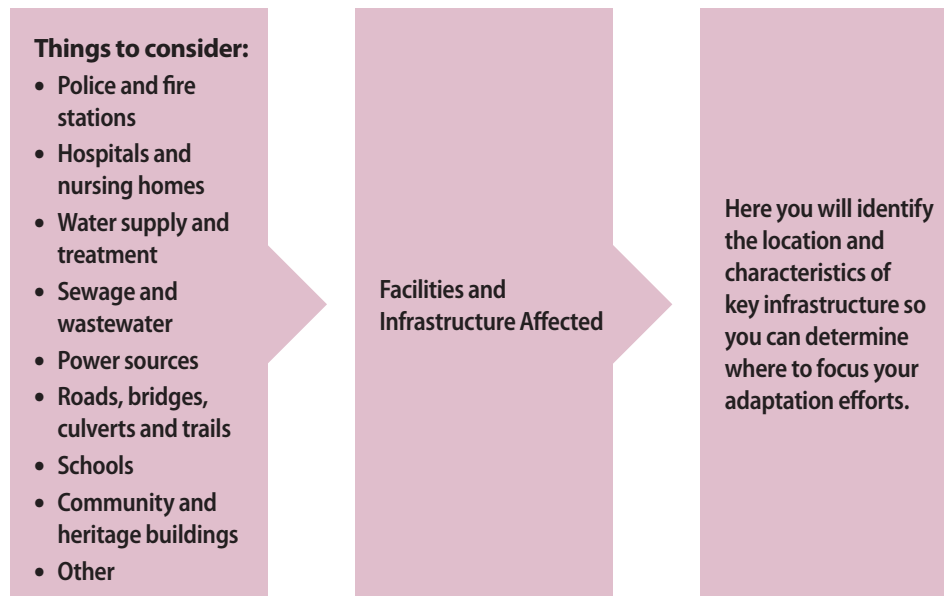 Things to consider:
• Police and fire
stations
• Hospitals and
nursing homes
• Water supply and
treatment
• Sewage and
wastewater
• Power sources
• Roads, bridges,
culverts and trails
• Schools
• Community and
heritage buildings
• Other
Facilities and
Infrastructure Affected
Here you will identify
the location and
characteristics of
key infrastructure so
you can determine
where to focus your
adaptation efforts.